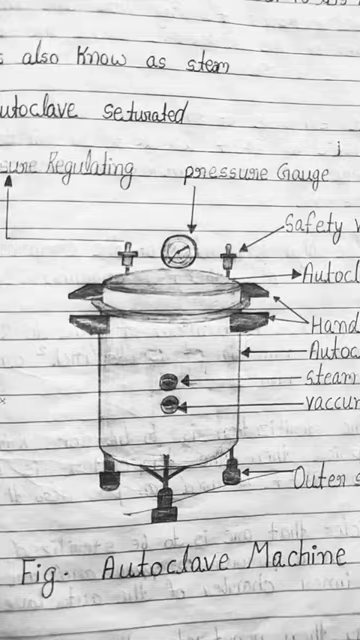 also Know as steam
utoclave seturated
sure Regulating
pressure Gauge
Safety v
Autocl
Hand
Autoc
steam
vaccum
Outer s
Fig. Autoclave Machine